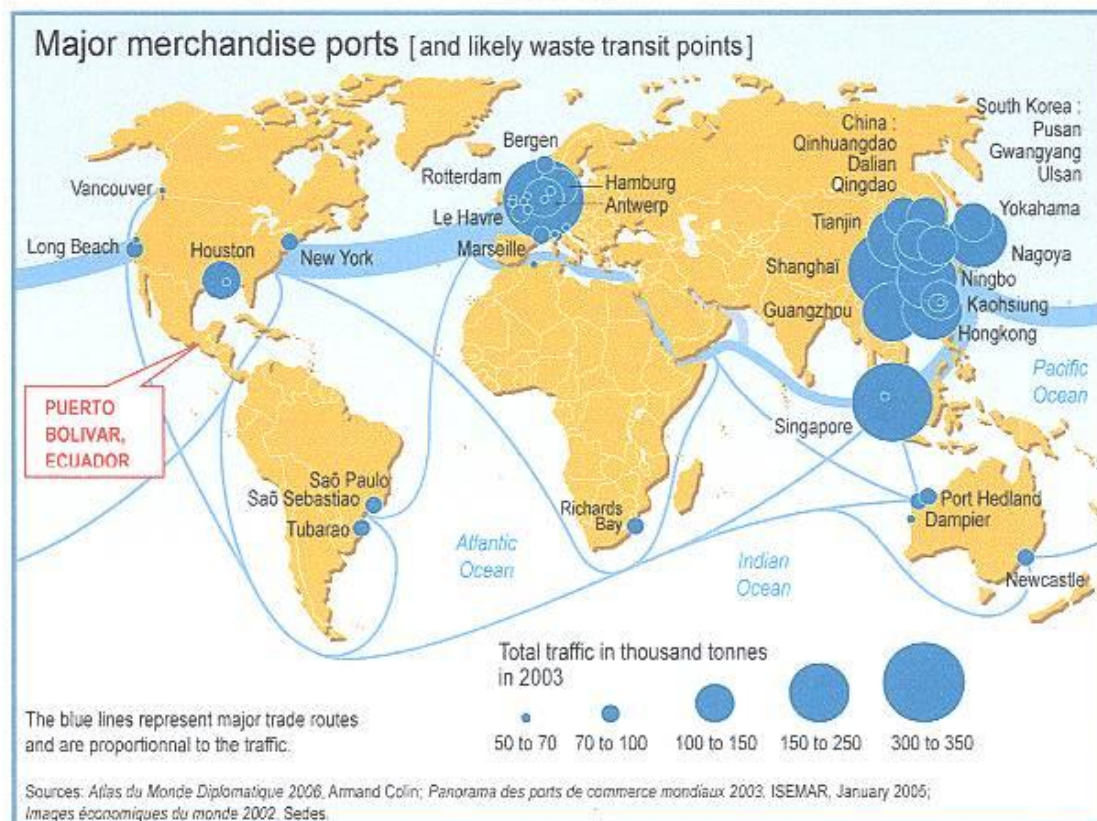 Major merchandise ports [and likely waste transit points]
Bergen
Rotterdam
Hamburg
Antwerp
Le Havre
Marseille
China :
Qinhuangdao
Dalian
Qingdao
South Korea :
Pusan
Gwangyang
Ulsan
Vancouver
Long Beach
Houston
New York
Tianjin
Yokahama
Nagoya
Shanghaï
Ningbo
Guangzhou
Kaohsiung
Hongkong
Pacific
Ocean
PUERTO
BOLIVAR,
ECUADOR
Singapore
Saõ Paulo
Saõ Sebastiao
Tubarao
Richards
Bay
Port Hedland
Dampier
Newcastle
Atlantic
Ocean
Indian
Ocean
Total traffic in thousand tonnes
in 2003
50 to 70 70 to 100 100 to 150 150 to 250 300 to 350
The blue lines represent major trade routes
and are proportionnal to the traffic.
Sources: Atlas du Monde Diplomatique 2006, Armand Colin; Panorama des ports de commerce mondiaux 2003, ISEMAR, January 2005;
Images économiques du monde 2002, Sedes.